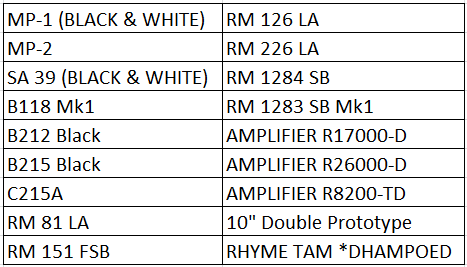 MP-1 (BLACK & WHITE) RM 126 LA
MP-2 RM 226 LA
SA 39 (BLACK & WHITE) RM 1284 SB
B118 Mk1 RM 1283 SB Mk1
B212 Black AMPLIFIER R17000-D
B215 Black AMPLIFIER R26000-D
C215A AMPLIFIER R8200-TD
RM 81 LA 10" Double Prototype
RM 151 FSB RHYME TAM *DHAMPOED